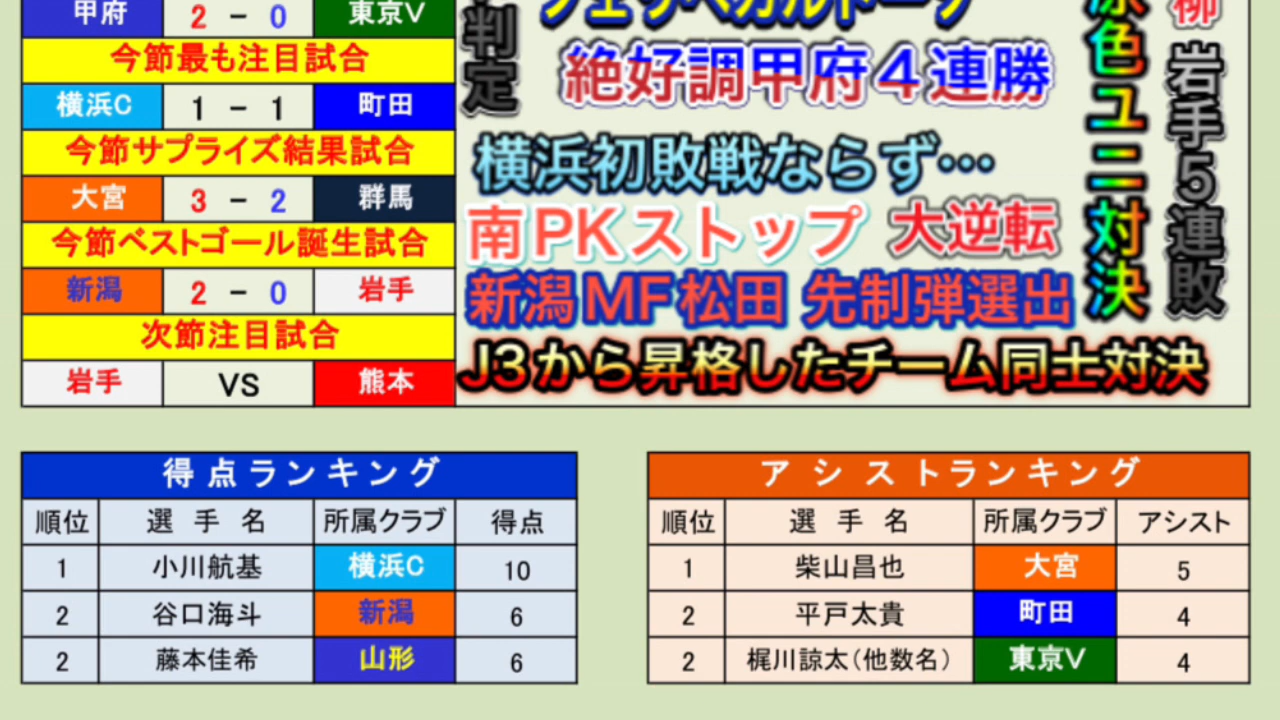 甲府 2 - 0 東京V
今節最も注目試合
横浜C 1 - 1 町田
今節サプライズ結果試合
大宮 3 - 2 群馬
今節ベストゴール誕生試合
新潟 2 - 0 岩手
次節注目試合
岩手 VS 熊本
判定
絶好調甲府４連勝
横浜初敗戦ならず…
南PKストップ 大逆転
新潟MF松田 先制弾選出
J3から昇格したチーム同士対決
色ユニ対決
柳 岩手５連敗
得点ランキング
順位 選手名 所属クラブ 得点
1 小川航基 横浜C 10
2 谷口海斗 新潟 6
2 藤本佳希 山形 6
アシストランキング
順位 選手名 所属クラブ アシスト
1 柴山昌也 大宮 5
2 平戸太貴 町田 4
2 梶川諒太(他数名) 東京V 4